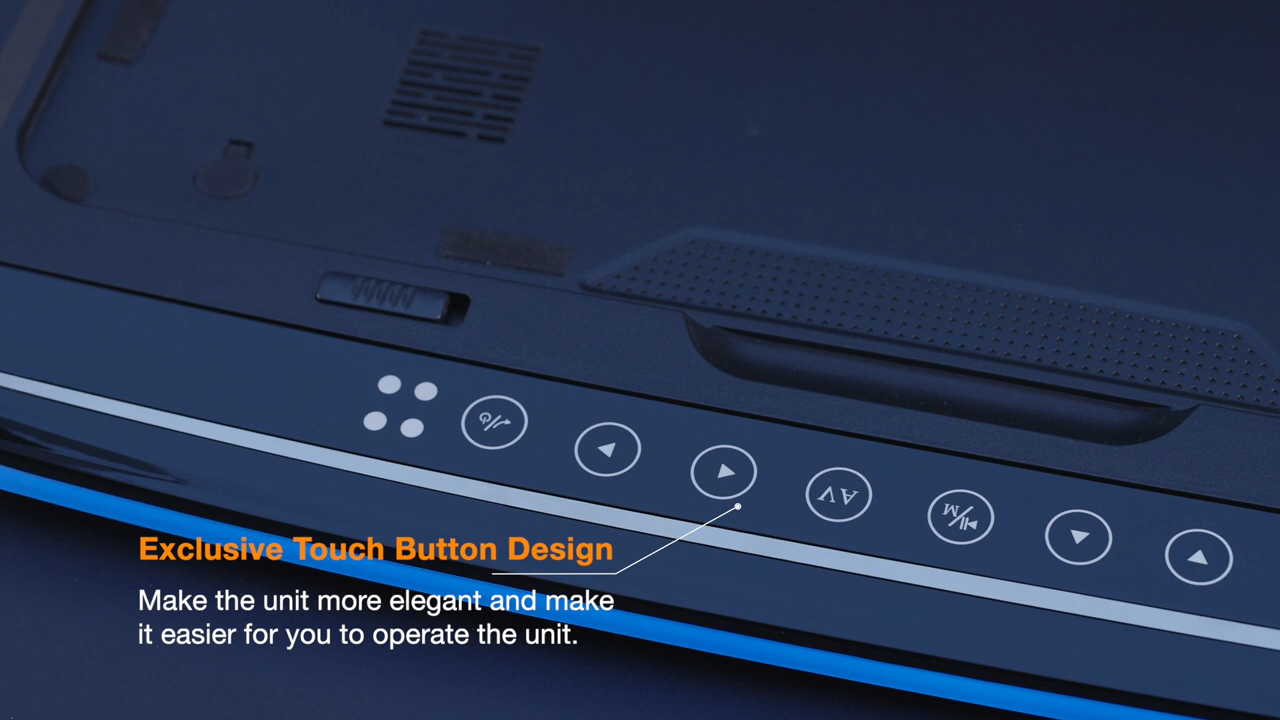 AV
⏯/M
Exclusive Touch Button Design
Make the unit more elegant and make
it easier for you to operate the unit.